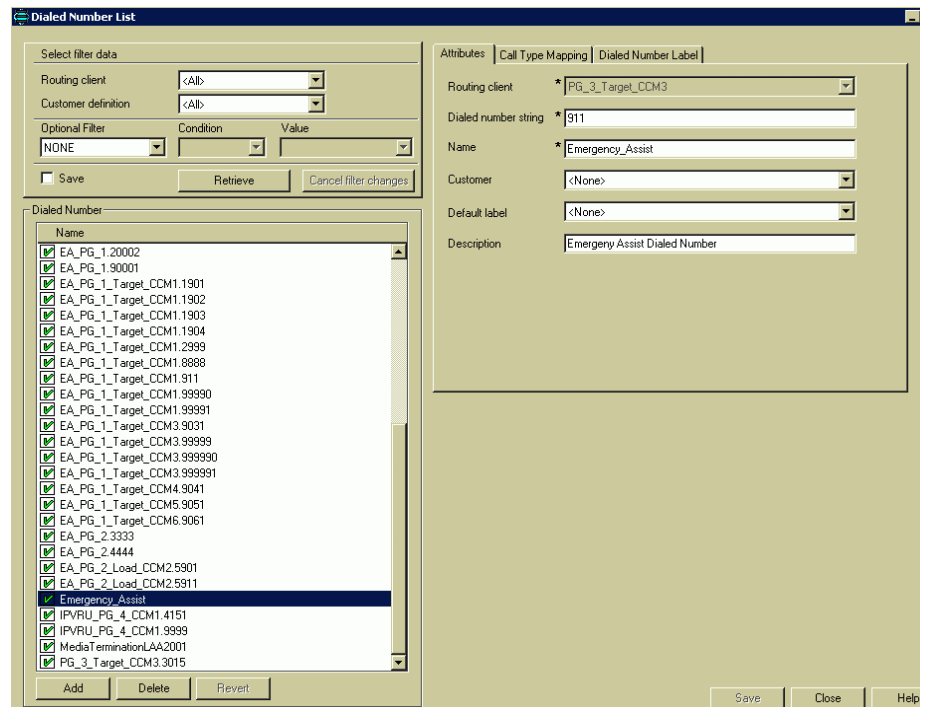 Dialed Number List
Select filter data
Routing client <All>
Customer definition <All>
Optional Filter Condition Value
NONE
Save Retrieve Cancel filter changes
Dialed Number
Name
EA_PG_1.20002
EA_PG_1.90001
EA_PG_1_Target_CCM1.1901
EA_PG_1_Target_CCM1.1902
EA_PG_1_Target_CCM1.1903
EA_PG_1_Target_CCM1.1904
EA_PG_1_Target_CCM1.2999
EA_PG_1_Target_CCM1.8888
EA_PG_1_Target_CCM1.911
EA_PG_1_Target_CCM1.99990
EA_PG_1_Target_CCM1.99991
EA_PG_1_Target_CCM3.9031
EA_PG_1_Target_CCM3.99999
EA_PG_1_Target_CCM3.999990
EA_PG_1_Target_CCM3.999991
EA_PG_1_Target_CCM4.9041
EA_PG_1_Target_CCM5.9051
EA_PG_1_Target_CCM6.9061
EA_PG_2.3333
EA_PG_2.4444
EA_PG_2_Load_CCM2.5901
EA_PG_2_Load_CCM2.5911
Emergency_Assist
IPVRU_PG_4_CCM1.4151
IPVRU_PG_4_CCM1.9999
MediaTerminationLAA2001
PG_3_Target_CCM3.3015
Add Delete Revert
Attributes Call Type Mapping Dialed Number Label
Routing client * PG_3_Target_CCM3
Dialed number string * 911
Name * Emergency_Assist
Customer <None>
Default label <None>
Description Emergeny Assist Dialed Number
Save Close Help